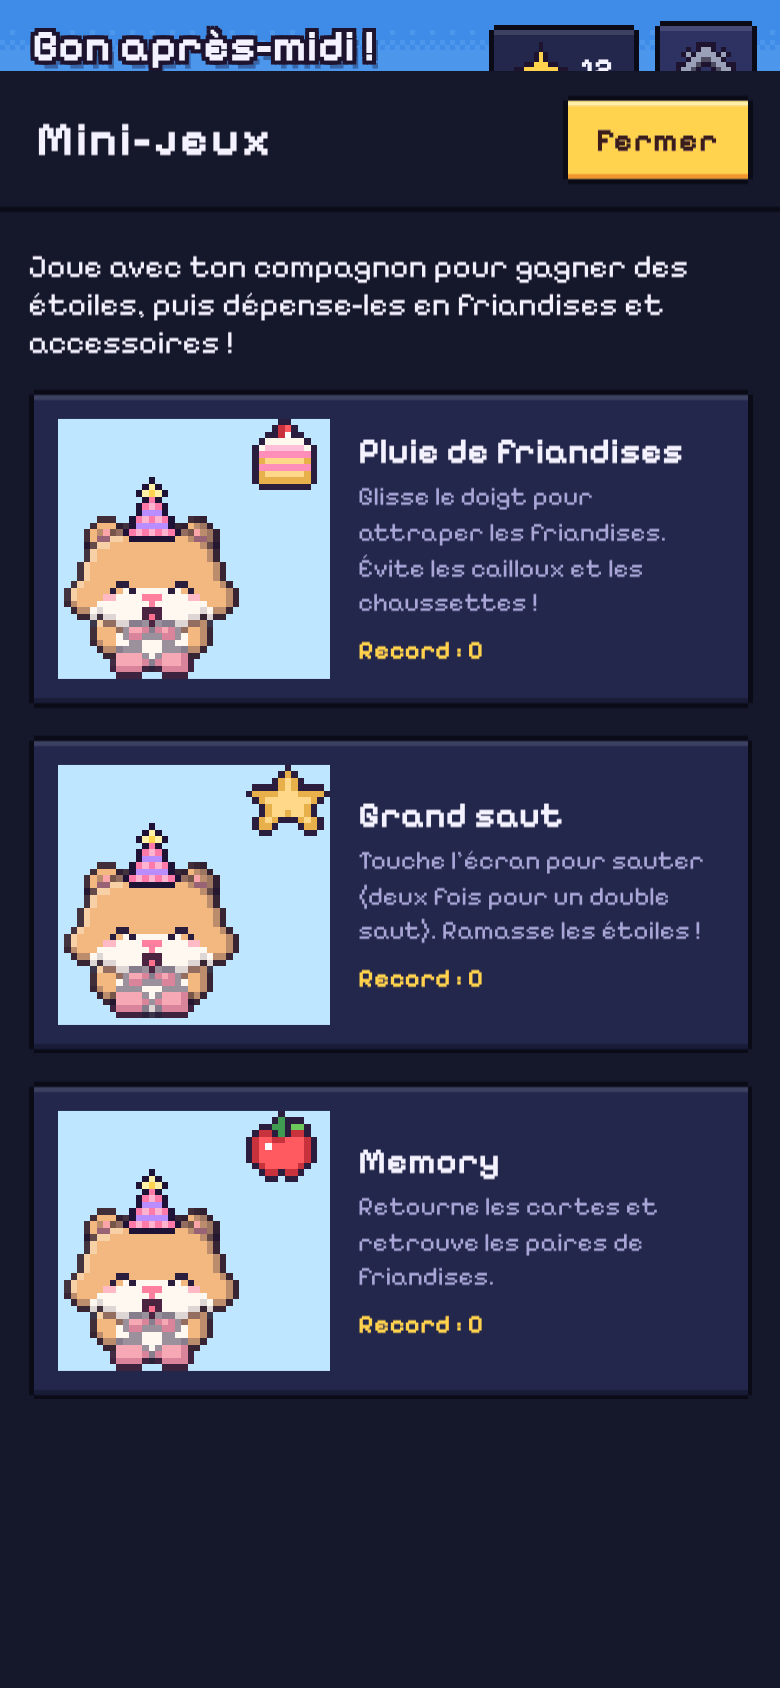 Bon après-midi !
12
Mini-jeux
Fermer
Joue avec ton compagnon pour gagner des
étoiles, puis dépense-les en friandises et
accessoires !
Pluie de friandises
Glisse le doigt pour
attraper les friandises.
Évite les cailloux et les
chaussettes !
Record : 0
Grand saut
Touche l'écran pour sauter
(deux fois pour un double
saut). Ramasse les étoiles !
Record : 0
Memory
Retourne les cartes et
retrouve les paires de
friandises.
Record : 0